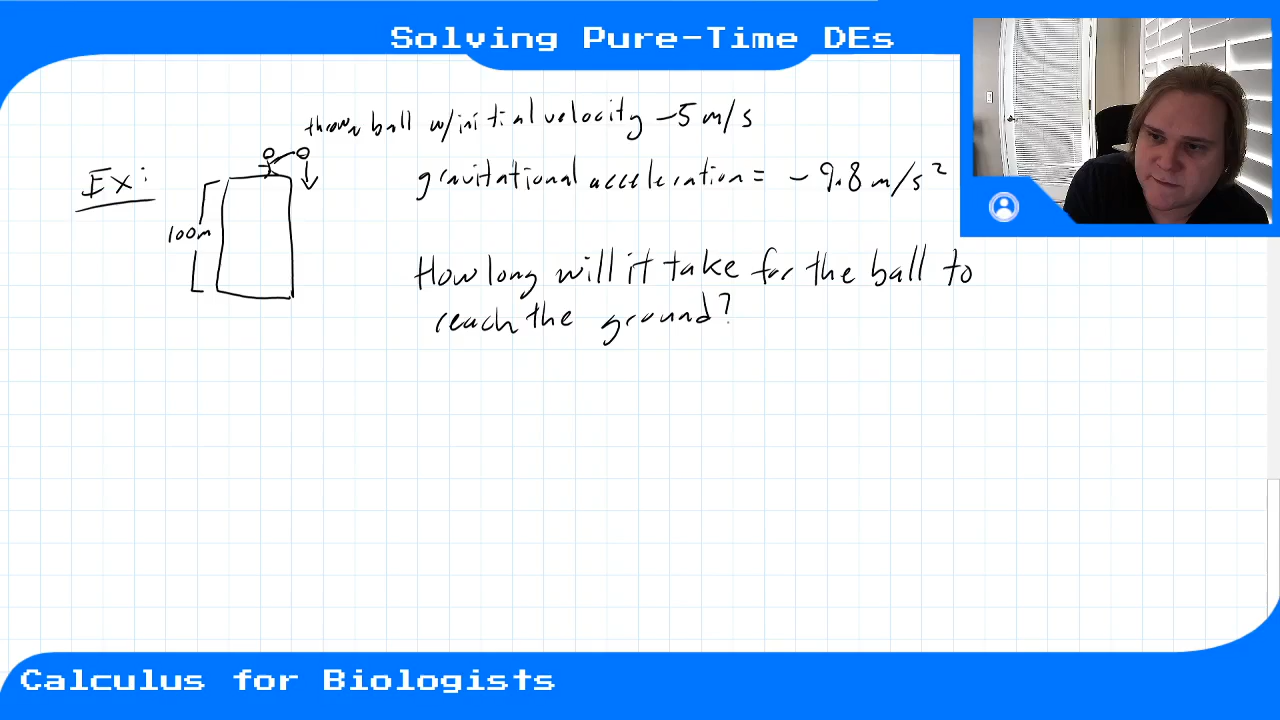 Solving Pure-Time DEs
throw ball w/initial velocity -5 m/s
Ex:
gravitational acceleration = - 9.8 m/s²
100m
How long will it take for the ball to
reach the ground?
Calculus for Biologists